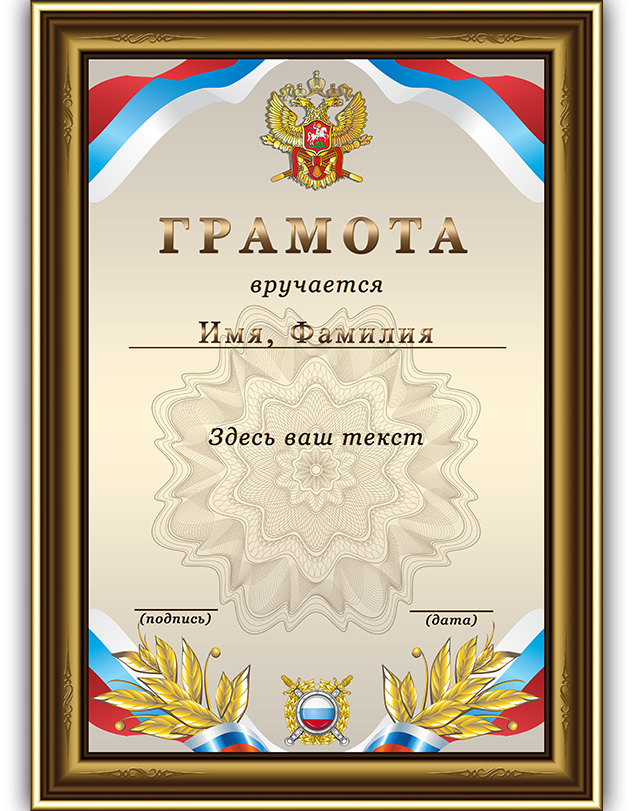 ГРАМОТА
вручается
Имя, Фамилия
Здесь ваш текст
(подпись) (дата)